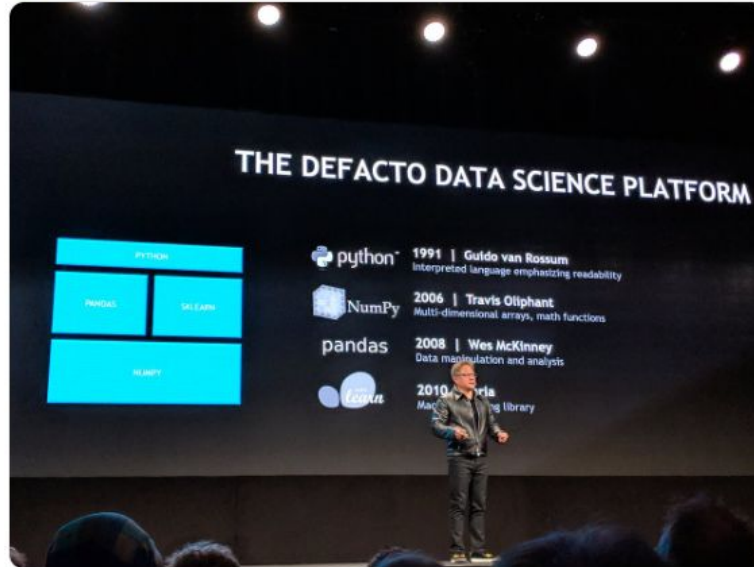 THE DEFACTO DATA SCIENCE PLATFORM
PYTHON
PANDAS
SKLEARN
NUMPY
python
1991 | Guido van Rossum
Interpreted language emphasizing readability
NumPy
2006 | Travis Oliphant
Multi-dimensional arrays, math functions
pandas
2008 | Wes McKinney
Data manipulation and analysis
learn
2010
library